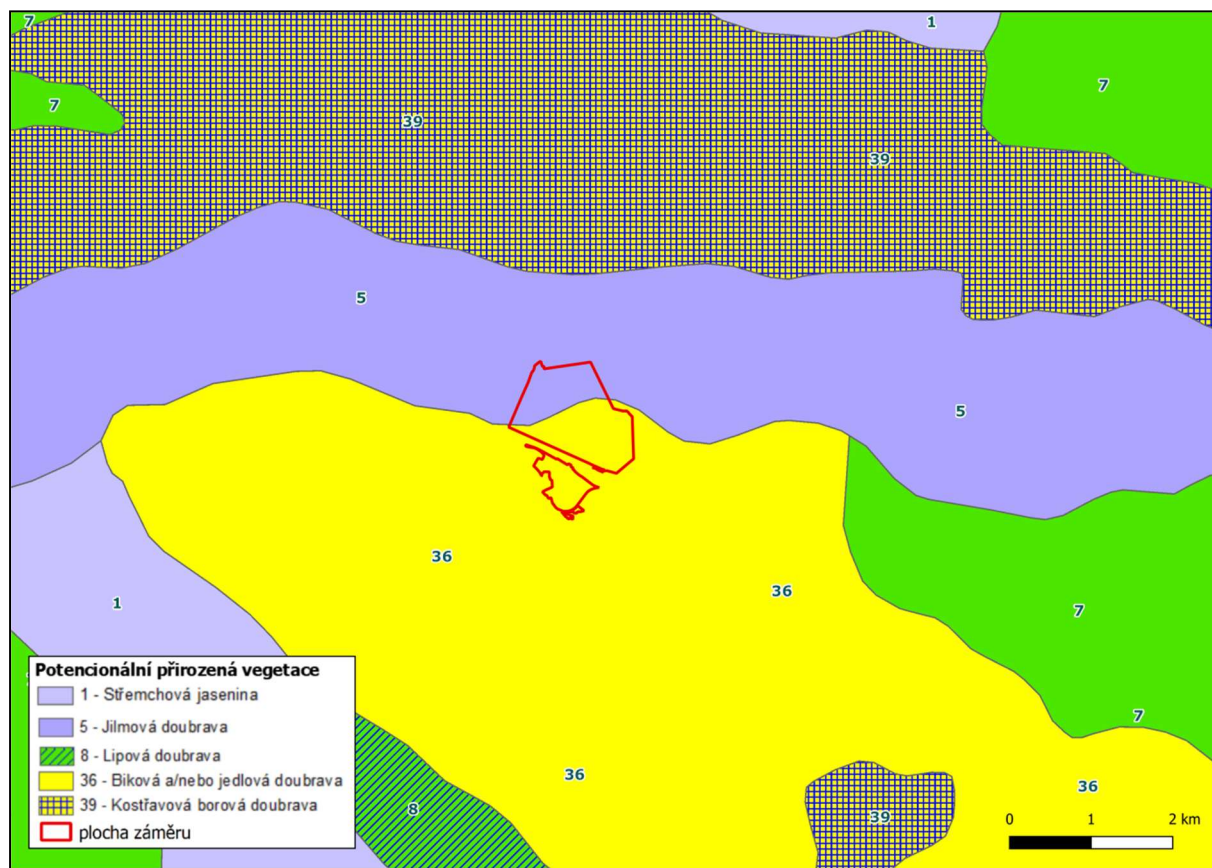 7
1
7
7
39
39
5
5
36
36
1
7
7
36
36
8
39
Potencionální přirozená vegetace
1 - Střemchová jasenina
5 - Jilmová doubrava
8 - Lipová doubrava
36 - Biková a/nebo jedlová doubrava
39 - Kostřavová borová doubrava
plocha záměru
0 1 2 km